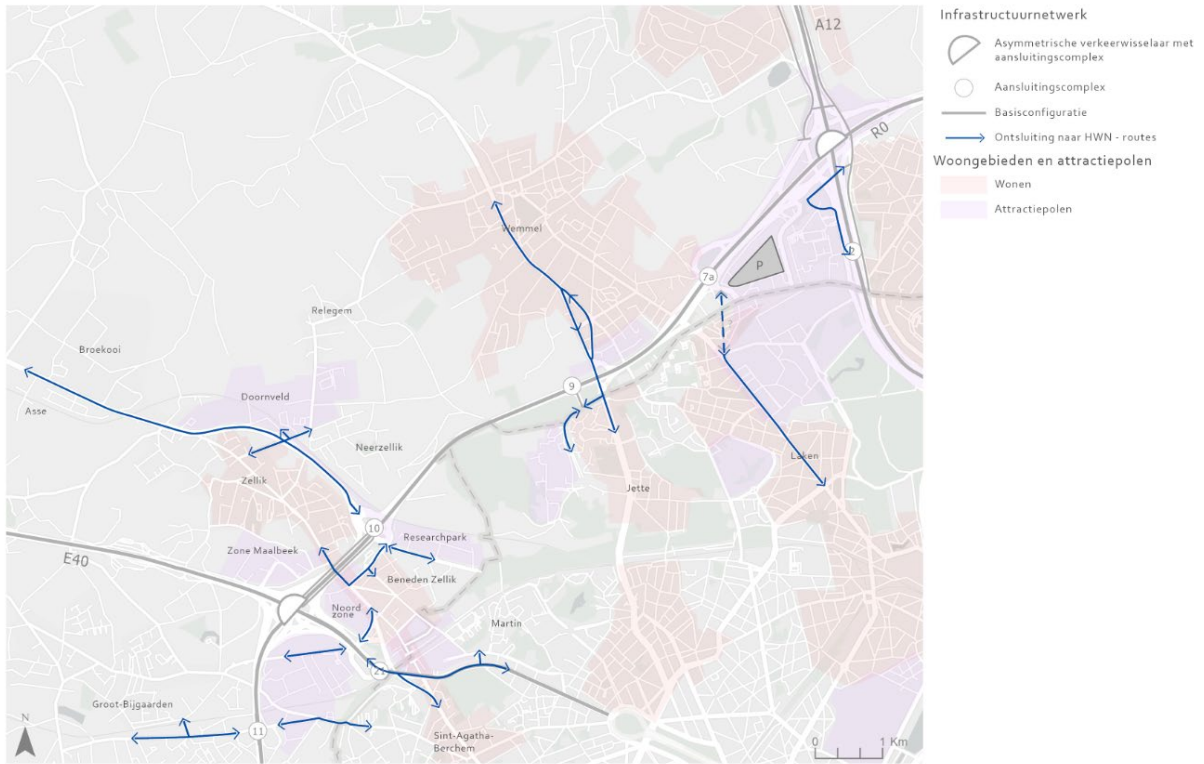 Infrastructuurnetwerk
Asymmetrische verkeerwisselaar met
aansluitingscomplex
Aansluitingscomplex
Basisconfiguratie
Ontsluiting naar HWN - routes
Woongebieden en attractiepolen
Wonen
Attractiepolen
A12
R0
Wemmel
2
7a
P
Relegem
Broekooi
9
Doornveld
Asse
Neerzellik
Laken
Zellik
Jette
10
Researchpark
Zone Maalbeek
E40
Beneden Zellik
Noord
zone
Martin
21
Groot-Bijgaarden
N
11
Sint-Agatha-
Berchem
0
1 Km